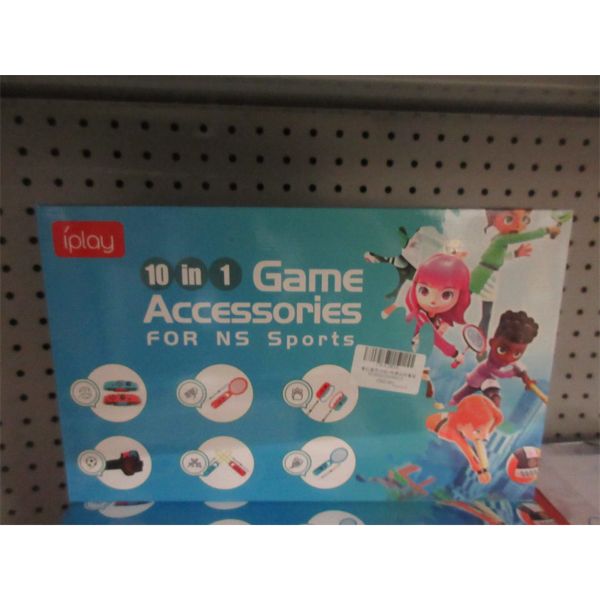 iplay
10 in 1 Game
Accessories
FOR NS Sports